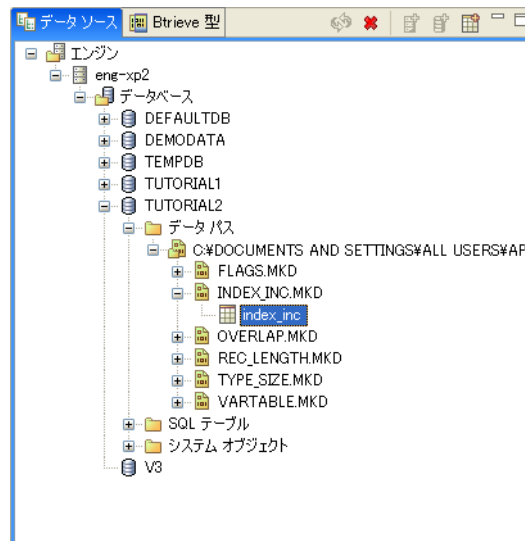 データ ソース Btrieve 型
エンジン
eng-xp2
データベース
DEFAULTDB
DEMODATA
TEMPDB
TUTORIAL1
TUTORIAL2
データ パス
C:¥DOCUMENTS AND SETTINGS¥ALL USERS¥AP
FLAGS.MKD
INDEX_INC.MKD
index_inc
OVERLAP.MKD
REC_LENGTH.MKD
TYPE_SIZE.MKD
VARTABLE.MKD
SQL テーブル
システム オブジェクト
V3